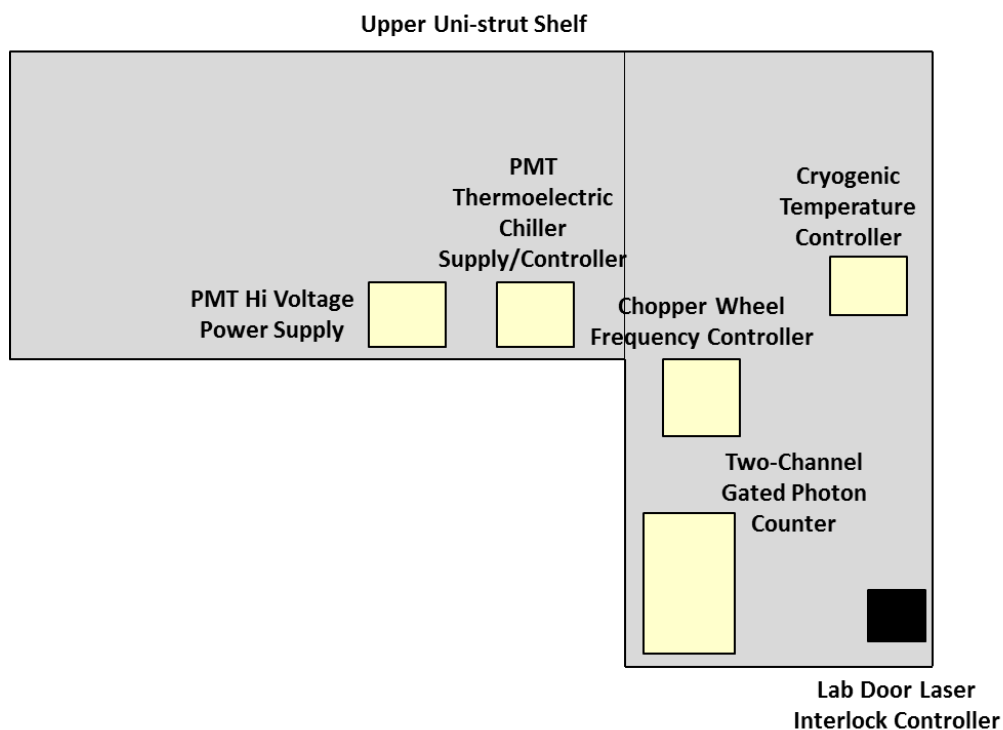 Upper Uni-strut Shelf
PMT
Thermoelectric
Chiller
Supply/Controller
Cryogenic
Temperature
Controller
PMT Hi Voltage
Power Supply
Chopper Wheel
Frequency Controller
Two-Channel
Gated Photon
Counter
Lab Door Laser
Interlock Controller